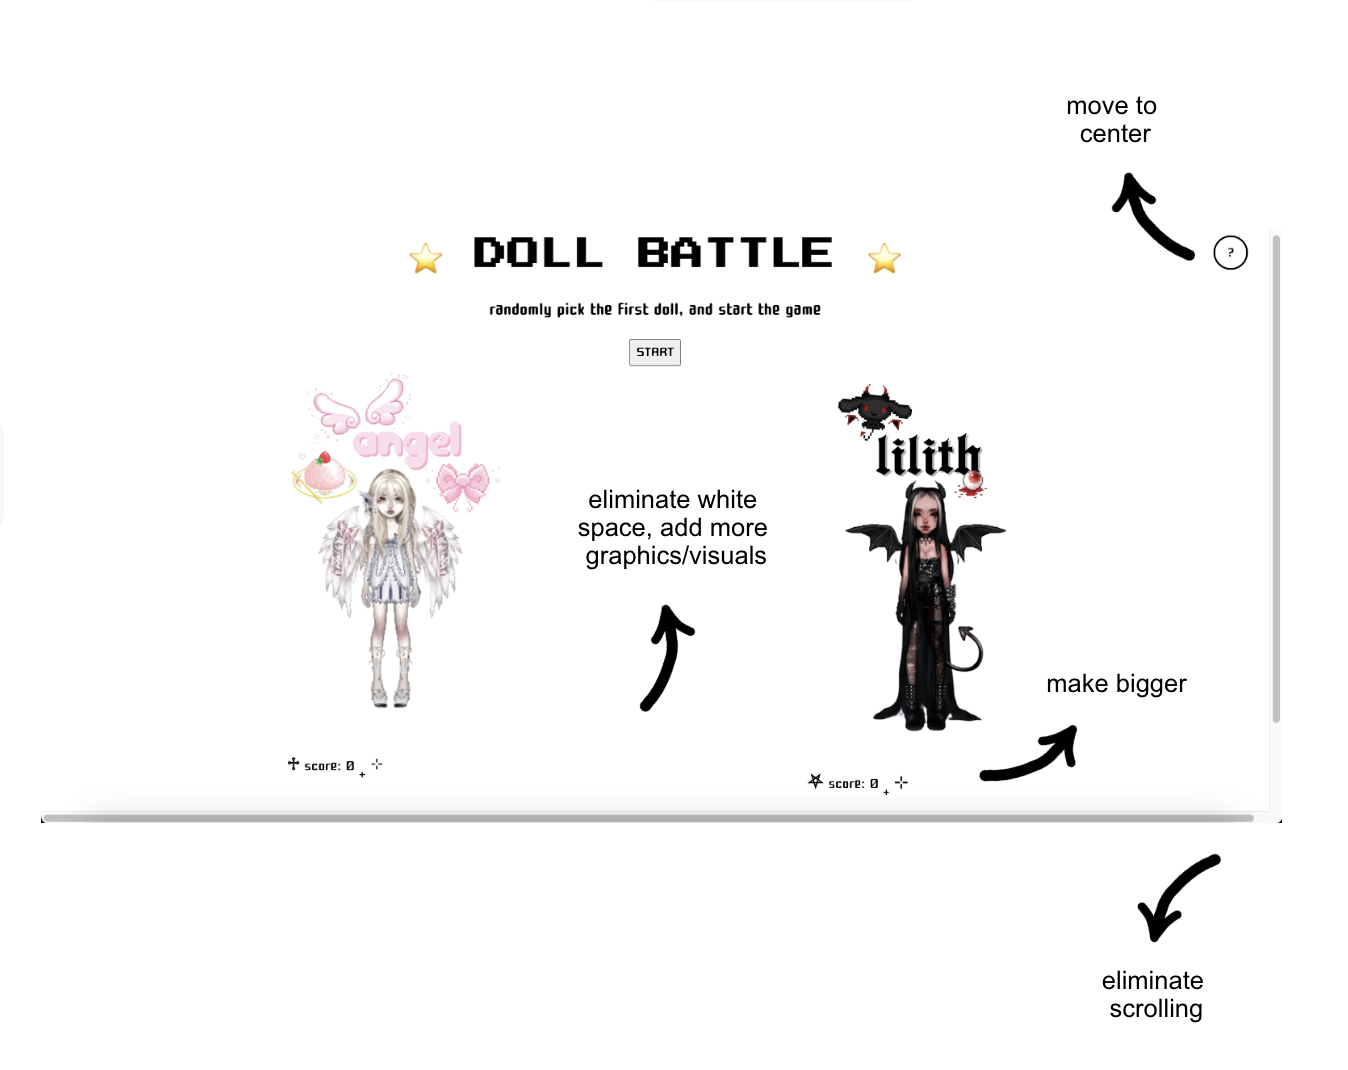 move to
center
DOLL BATTLE
?
randomly pick the first doll, and start the game
START
angel
lilith
eliminate white
space, add more
graphics/visuals
make bigger
score: 0
score: 0
eliminate
scrolling